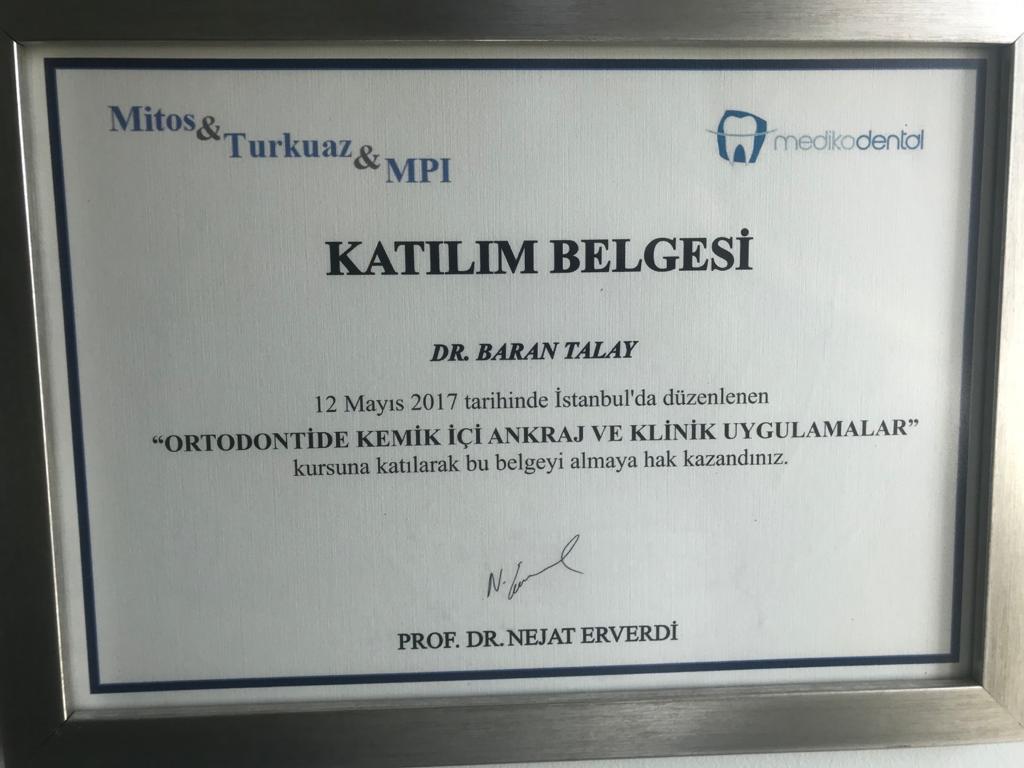 Mitos & Turkuaz & MPI
medikodental
KATILIM BELGESİ
DR. BARAN TALAY
12 Mayıs 2017 tarihinde İstanbul'da düzenlenen
“ORTODONTİDE KEMİK İÇİ ANKRAJ VE KLİNİK UYGULAMALAR”
kursuna katılarak bu belgeyi almaya hak kazandınız.
PROF. DR. NEJAT ERVERDİ